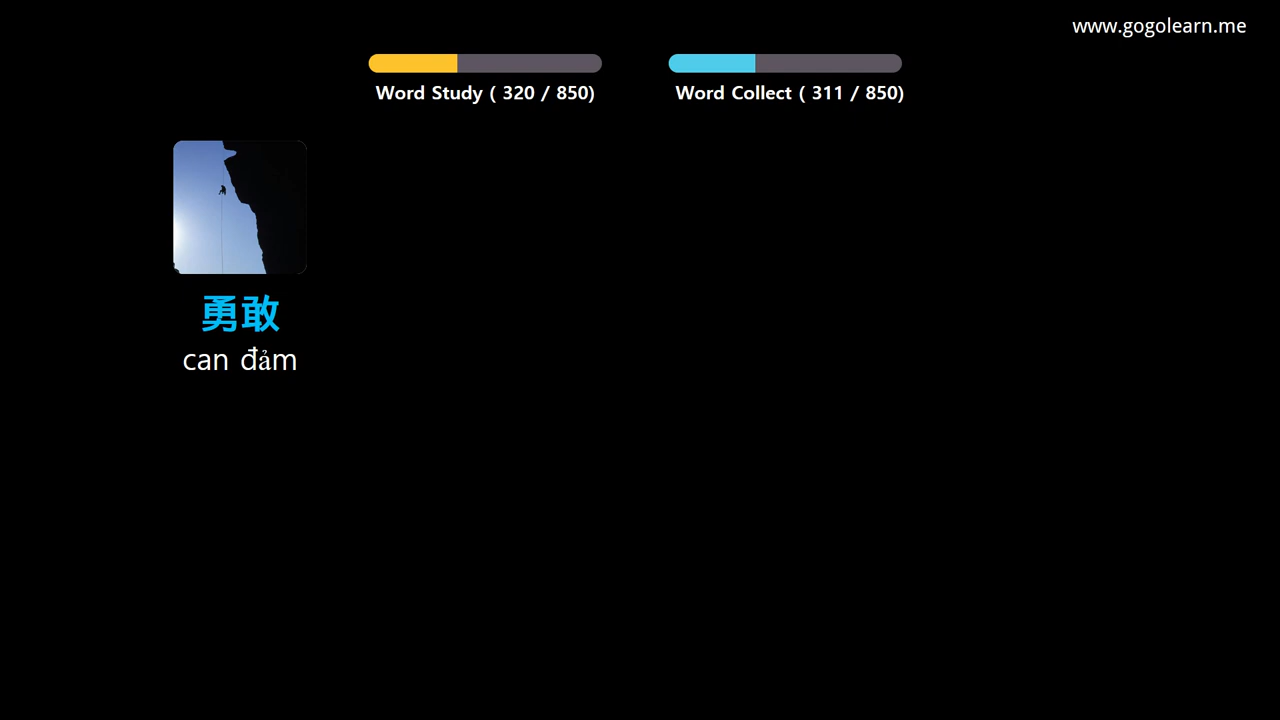 www.gogolearn.me
Word Study ( 320 / 850)
Word Collect ( 311 / 850)
勇敢
can đảm